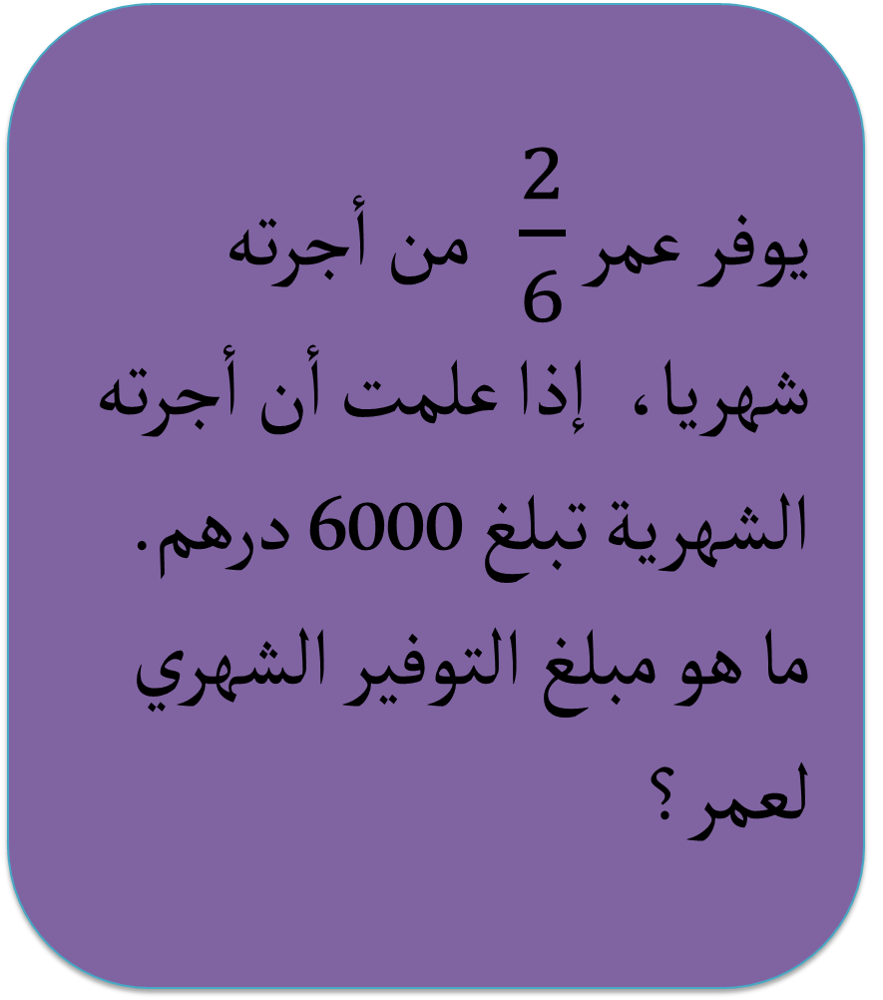 يوفر عمر 2/6 من أجرته
شهريا، إذا علمت أن أجرته
الشهرية تبلغ 6000 درهم.
ما هو مبلغ التوفير الشهري
لعمر؟